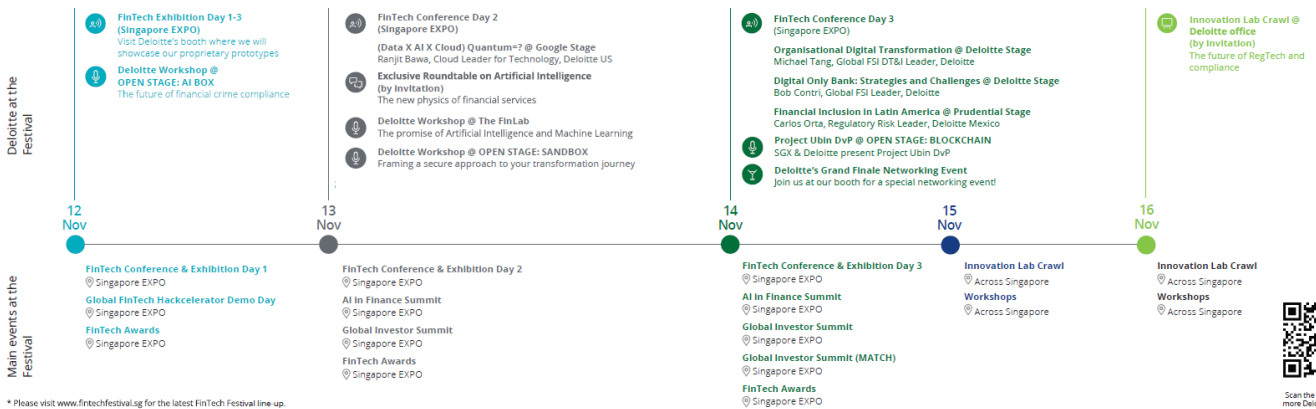 Deloitte at the
Festival
FinTech Exhibition Day 1-3
(Singapore EXPO)
Visit Deloitte's booth where we will
showcase our proprietary prototypes
Deloitte Workshop @
OPEN STAGE: AI BOX
The future of financial crime compliance
FinTech Conference Day 2
(Singapore EXPO)
(Data X AI X Cloud) Quantum=? @ Google Stage
Ranjit Bawa, Cloud Leader for Technology, Deloitte US
Exclusive Roundtable on Artificial Intelligence
(by Invitation)
The new physics of financial services
Deloitte Workshop @ The FinLab
The promise of Artificial Intelligence and Machine Learning
Deloitte Workshop @ OPEN STAGE: SANDBOX
Framing a secure approach to your transformation journey
FinTech Conference Day 3
(Singapore EXPO)
Organisational Digital Transformation @ Deloitte Stage
Michael Tang, Global FSI DT&I Leader, Deloitte
Digital Only Bank: Strategies and Challenges @ Deloitte Stage
Bob Contri, Global FSI Leader, Deloitte
Financial Inclusion in Latin America @ Prudential Stage
Carlos Orta, Regulatory Risk Leader, Deloitte Mexico
Project Ubin DvP @ OPEN STAGE: BLOCKCHAIN
SGX & Deloitte present Project Ubin DvP
Deloitte's Grand Finale Networking Event
Join us at our booth for a special networking event!
Innovation Lab Crawl @
Deloitte office
(by Invitation)
The future of RegTech and
compliance
12
Nov
13
Nov
14
Nov
15
Nov
16
Nov
Main events at the
Festival
FinTech Conference & Exhibition Day 1
Singapore EXPO
Global FinTech Hackcelerator Demo Day
Singapore EXPO
FinTech Awards
Singapore EXPO
FinTech Conference & Exhibition Day 2
Singapore EXPO
AI in Finance Summit
Singapore EXPO
Global Investor Summit
Singapore EXPO
FinTech Awards
Singapore EXPO
FinTech Conference & Exhibition Day 3
Singapore EXPO
AI in Finance Summit
Singapore EXPO
Global Investor Summit
Singapore EXPO
Global Investor Summit (MATCH)
Singapore EXPO
FinTech Awards
Singapore EXPO
Innovation Lab Crawl
Across Singapore
Workshops
Across Singapore
Innovation Lab Crawl
Across Singapore
Workshops
Across Singapore
Scan the
more
* Please visit www.fintechfestival.sg for the latest FinTech Festival line-up.